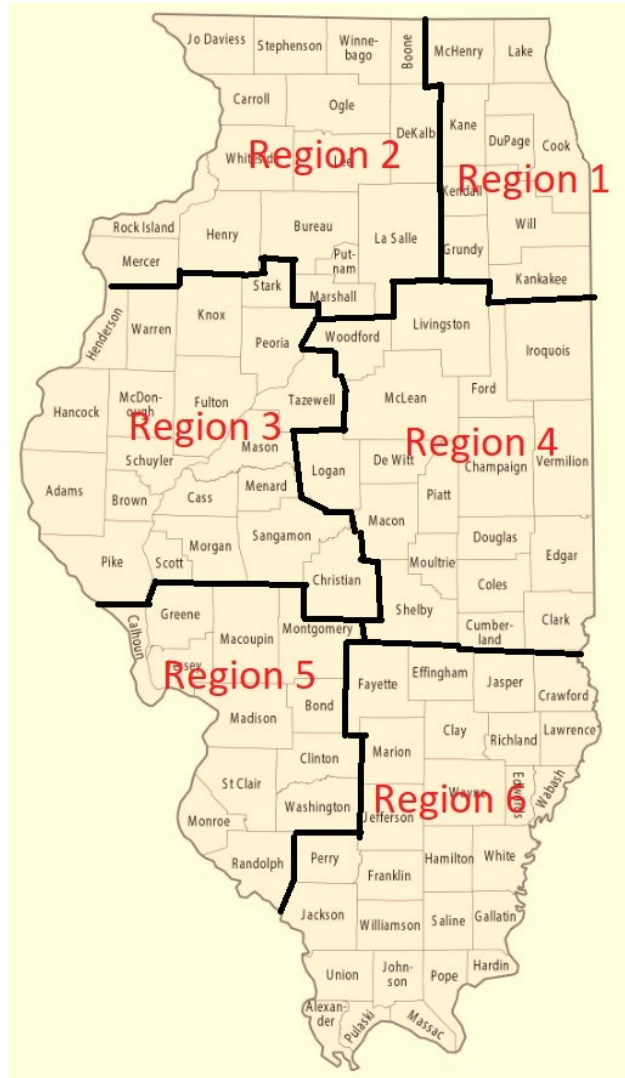 Jo Daviess
Stephenson
Winne-
bago
Boone
McHenry
Lake
Carroll
Ogle
DeKalb
Kane
DuPage
Cook
Whiteside
Lee
Region 2
Kendall
Region 1
Rock Island
Henry
Bureau
La Salle
Will
Mercer
Put-
nam
Grundy
Kankakee
Stark
Marshall
Henderson
Warren
Knox
Peoria
Woodford
Livingston
Iroquois
Hancock
McDon-
ough
Fulton
Tazewell
McLean
Ford
Region 3
Mason
Region 4
Schuyler
Logan
De Witt
Champaign
Vermilion
Adams
Brown
Cass
Menard
Piatt
Macon
Pike
Scott
Morgan
Sangamon
Christian
Moultrie
Douglas
Edgar
Coles
Shelby
Cumber-
land
Clark
Calhoun
Greene
Macoupin
Montgomery
Jersey
Region 5
Fayette
Effingham
Jasper
Crawford
Madison
Bond
Clay
Richland
Lawrence
Marion
Clinton
St Clair
Washington
Wayne
Edwards
Wabash
Region 6
Jefferson
Monroe
Randolph
Perry
Franklin
Hamilton
White
Jackson
Williamson
Saline
Gallatin
Union
John-
son
Pope
Hardin
Alexan-
der
Pulaski
Massac